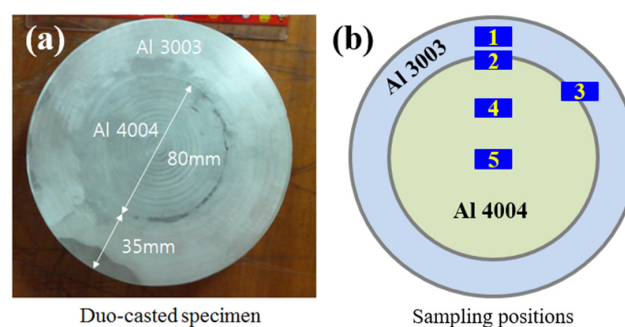 (a)
Al 3003
Al 4004
80mm
35mm
Duo-casted specimen
(b)
Al 3003
1
2
3
4
5
Al 4004
Sampling positions